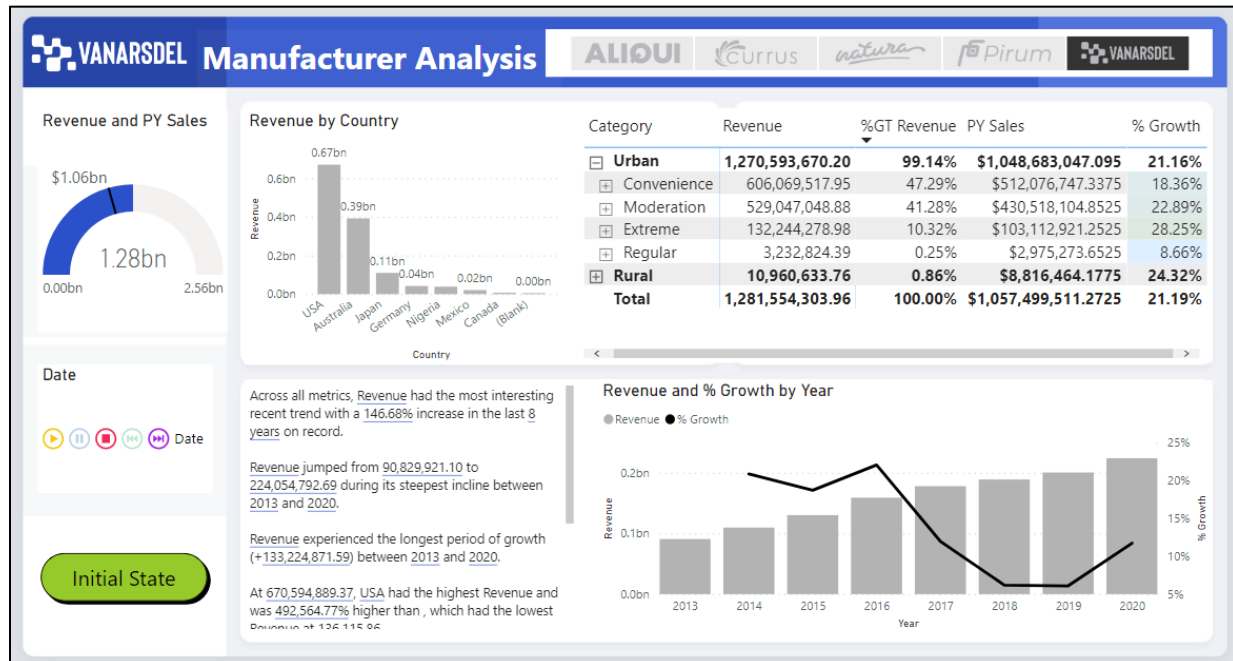 VANARSDEL Manufacturer Analysis
ALIQUI currus natura Pirum VANARSDEL
Revenue and PY Sales
$1.06bn
1.28bn
0.00bn 2.56bn
Date
Date
Initial State
Revenue by Country
0.67bn
0.6bn
0.39bn
0.4bn
0.2bn
0.11bn
0.04bn
0.02bn
0.00bn
0.0bn
Revenue
USA
Australia
Japan
Germany
Nigeria
Mexico
Canada
(Blank)
Country
Category Revenue %GT Revenue PY Sales % Growth
Urban 1,270,593,670.20 99.14% $1,048,683,047.095 21.16%
Convenience 606,069,517.95 47.29% $512,076,747.3375 18.36%
Moderation 529,047,048.88 41.28% $430,518,104.8525 22.89%
Extreme 132,244,278.98 10.32% $103,112,921.2525 28.25%
Regular 3,232,824.39 0.25% $2,975,273.6525 8.66%
Rural 10,960,633.76 0.86% $8,816,464.1775 24.32%
Total 1,281,554,303.96 100.00% $1,057,499,511.2725 21.19%
Across all metrics, Revenue had the most interesting
recent trend with a 146.68% increase in the last 8
years on record.
Revenue jumped from 90,829,921.10 to
224,054,792.69 during its steepest incline between
2013 and 2020.
Revenue experienced the longest period of growth
(+133,224,871.59) between 2013 and 2020.
At 670,594,889.37, USA had the highest Revenue and
was 492,564.77% higher than , which had the lowest
Revenue at 136,115.86.
Revenue and % Growth by Year
Revenue % Growth
0.2bn
0.1bn
0.0bn
Revenue
25%
20%
15%
10%
5%
% Growth
2013 2014 2015 2016 2017 2018 2019 2020
Year